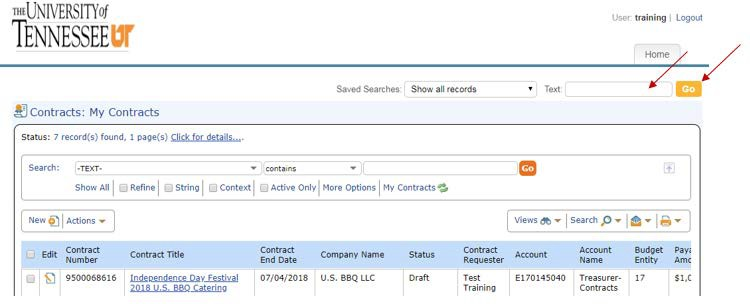 THE UNIVERSITY of
TENNESSEE UT
User: training | Logout
Home
Saved Searches: Show all records Text: Go
Contracts: My Contracts
Status: 7 record(s) found, 1 page(s) Click for details....
Search: -TEXT- contains Go
Show All Refine String Context Active Only More Options My Contracts
New Actions Views Search
Edit Contract Number Contract Title Contract End Date Company Name Status Contract Requester Account Account Name Budget Entity
9500068616 Independence Day Festival 2018 U.S. BBQ Catering 07/04/2018 U.S. BBQ LLC Draft Test Training E170145040 Treasurer-Contracts 17